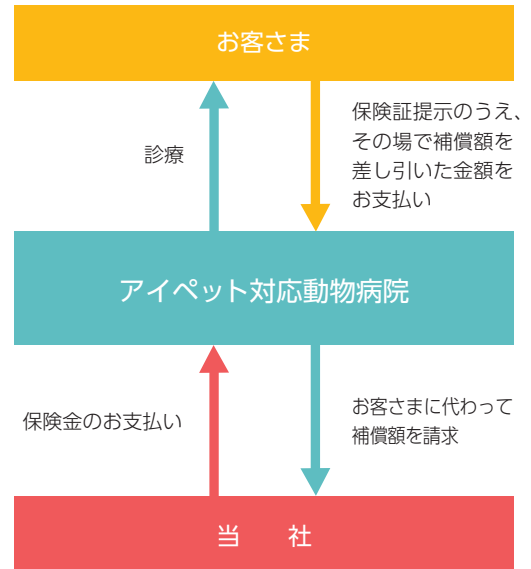 お客さま
診療
保険証提示のうえ、
その場で補償額を
差し引いた金額を
お支払い
アイペット対応動物病院
保険金のお支払い
お客さまに代わって
補償額を請求
当　社